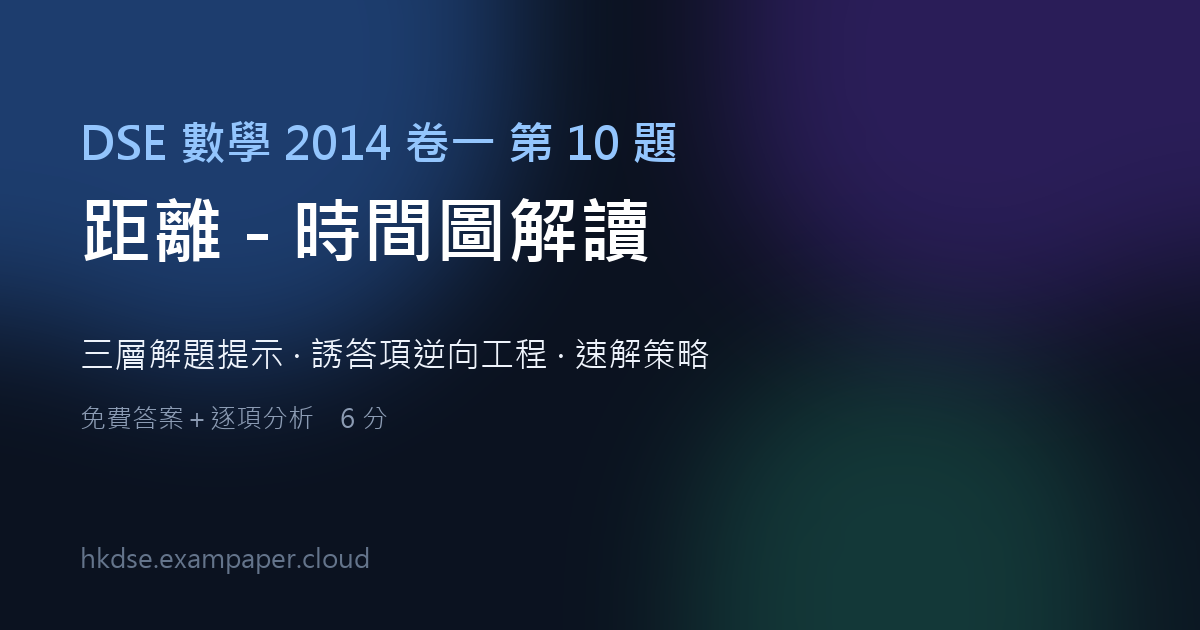 DSE 數學 2014 卷一 第 10 題
距離 - 時間圖解讀
三層解題提示 · 誘答項逆向工程 · 速解策略
免費答案 + 逐項分析　6 分
hkdse.exampaper.cloud